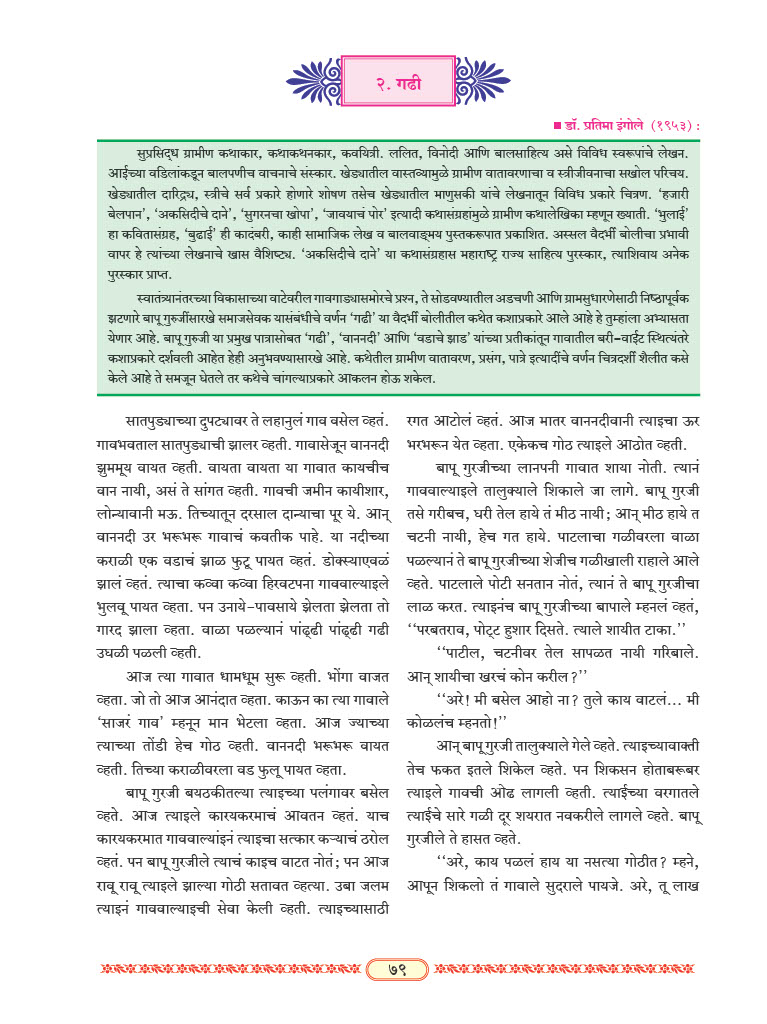 २. गढी
■ डॉ. प्रतिमा इंगोले (१९५३) :
सुप्रसिद्ध ग्रामीण कथाकार, कथाकथनकार, कवयित्री. ललित, विनोदी आणि बालसाहित्य असे विविध स्वरूपांचे लेखन.
आईच्या वडिलांकडून बालपणीच वाचनाचे संस्कार. खेड्यातील वास्तव्यामुळे ग्रामीण वातावरणाचा व स्त्रीजीवनाचा सखोल परिचय.
खेड्यातील दारिद्र्य, स्त्रीचे सर्व प्रकारे होणारे शोषण तसेच खेड्यातील माणुसकी यांचे लेखनातून विविध प्रकारे चित्रण. ‘हजारी
बेलपान’, ‘अकसिदीचे दाने’, ‘सुगरनचा खोपा’, ‘जावयाचं पोर’ इत्यादी कथासंग्रहांमुळे ग्रामीण कथालेखिका म्हणून ख्याती. ‘भुलाई’
हा कवितासंग्रह, ‘बुढाई’ ही कादंबरी, काही सामाजिक लेख व बालवाङ्मय पुस्तकरूपात प्रकाशित. अस्सल वैदर्भी बोलीचा प्रभावी
वापर हे त्यांच्या लेखनाचे खास वैशिष्ट्य. ‘अकसिदीचे दाने’ या कथासंग्रहास महाराष्ट्र राज्य साहित्य पुरस्कार, त्याशिवाय अनेक
पुरस्कार प्राप्त.
स्वातंत्र्यानंतरच्या विकासाच्या वाटेवरील गावगाड्यासमोरचे प्रश्न, ते सोडवण्यातील अडचणी आणि ग्रामसुधारणेसाठी निष्ठापूर्वक
झटणारे बापू गुरुजींसारखे समाजसेवक यासंबंधीचे वर्णन ‘गढी’ या वैदर्भी बोलीतील कथेत कशाप्रकारे आले आहे हे तुम्हांला अभ्यासता
येणार आहे. बापू गुरुजी या प्रमुख पात्रासोबत ‘गढी’, ‘वाननदी’ आणि ‘वडाचे झाड’ यांच्या प्रतीकांतून गावातील बरी-वाईट स्थित्यंतरे
कशाप्रकारे दर्शवली आहेत हेही अनुभवण्यासारखे आहे. कथेतील ग्रामीण वातावरण, प्रसंग, पात्रे इत्यादींचे वर्णन चित्रदर्शी शैलीत कसे
केले आहे ते समजून घेतले तर कथेचे चांगल्याप्रकारे आकलन होऊ शकेल.
सातपुड्याच्या दुपट्यावर ते लहानुलं गाव वसेल व्हतं.
गावभवताल सातपुड्याची झालर व्हती. गावासेजून वाननदी
झुममूय वायत व्हती. वायता वायता या गावात कायचीच
वान नायी, असं ते सांगत व्हती. गावची जमीन कायीशार,
लोन्यावानी मऊ. तिच्यातून दरसाल दान्याचा पूर ये. आन्
वाननदी उर भरूभरू गावाचं कवतीक पाहे. या नदीच्या
कराळी एक वडाचं झाळ फुटू पायत व्हतं. डोक्स्याएवळं
झालं व्हतं. त्याचा कव्वा कव्वा हिरवटपना गाववाल्याइले
भुलवू पायत व्हता. पन उनाये-पावसाये झेलता झेलता तो
गारद झाला व्हता. वाळा पळल्यानं पांढ्ढी पांढ्ढी गढी
उघळी पळली व्हती.
आज त्या गावात धामधूम सुरू व्हती. भोंगा वाजत
व्हता. जो तो आज आनंदात व्हता. काऊन का त्या गावाले
‘साजरं गाव’ म्हनून मान भेटला व्हता. आज ज्याच्या
त्याच्या तोंडी हेच गोठ व्हती. वाननदी भरूभरू वायत
व्हती. तिच्या कराळीवरला वड फुलू पायत व्हता.
बापू गुरजी बयठकीतल्या त्याइच्या पलंगावर बसेल
व्हते. आज त्याइले कारयकरमाचं आवतन व्हतं. याच
कारयकरमात गाववाल्यांइनं त्याइचा सत्कार कऱ्याचं ठरोल
व्हतं. पन बापू गुरजीले त्याचं काइच वाटत नोतं; पन आज
रावू रावू त्याइले झाल्या गोठी सतावत व्हत्या. उबा जलम
त्याइनं गाववाल्याइची सेवा केली व्हती. त्याइच्यासाठी
रगत आटोलं व्हतं. आज मातर वाननदीवानी त्याइचा ऊर
भरभरून येत व्हता. एकेकच गोठ त्याइले आठोत व्हती.
बापू गुरजीच्या लानपनी गावात शाया नोती. त्यानं
गाववाल्याइले तालुक्याले शिकाले जा लागे. बापू गुरजी
तसे गरीबच, घरी तेल हाये तं मीठ नायी; आन् मीठ हाये त
चटनी नायी, हेच गत हाये. पाटलाचा गळीवरला वाळा
पळल्यानं ते बापू गुरजीच्या शेजीच गळीखाली राहाले आले
व्हते. पाटलाले पोटी सनतान नोतं, त्यानं ते बापू गुरजीचा
लाळ करत. त्याइनंच बापू गुरजीच्या बापाले म्हनलं व्हतं,
‘‘परबतराव, पोट्ट हुशार दिसते. त्याले शायीत टाका.’’
‘‘पाटील, चटनीवर तेल सापळत नायी गरिबाले.
आन् शायीचा खरचं कोन करील?’’
‘‘अरे! मी बसेल आहो ना? तुले काय वाटलं... मी
कोळलंच म्हनतो!’’
आन् बापू गुरजी तालुक्याले गेले व्हते. त्याइच्यावाक्ती
तेच फकत इतले शिकेल व्हते. पन शिकसन होताबरूबर
त्याइले गावची ओढ लागली व्हती. त्याईच्या वरगातले
त्याईचे सारे गळी दूर शयरात नवकरीले लागले व्हते. बापू
गुरजीले ते हासत व्हते.
‘‘अरे, काय पळलं हाय या नसत्या गोठीत? म्हने,
आपून शिकलो तं गावाले सुदराले पायजे. अरे, तू लाख
७९